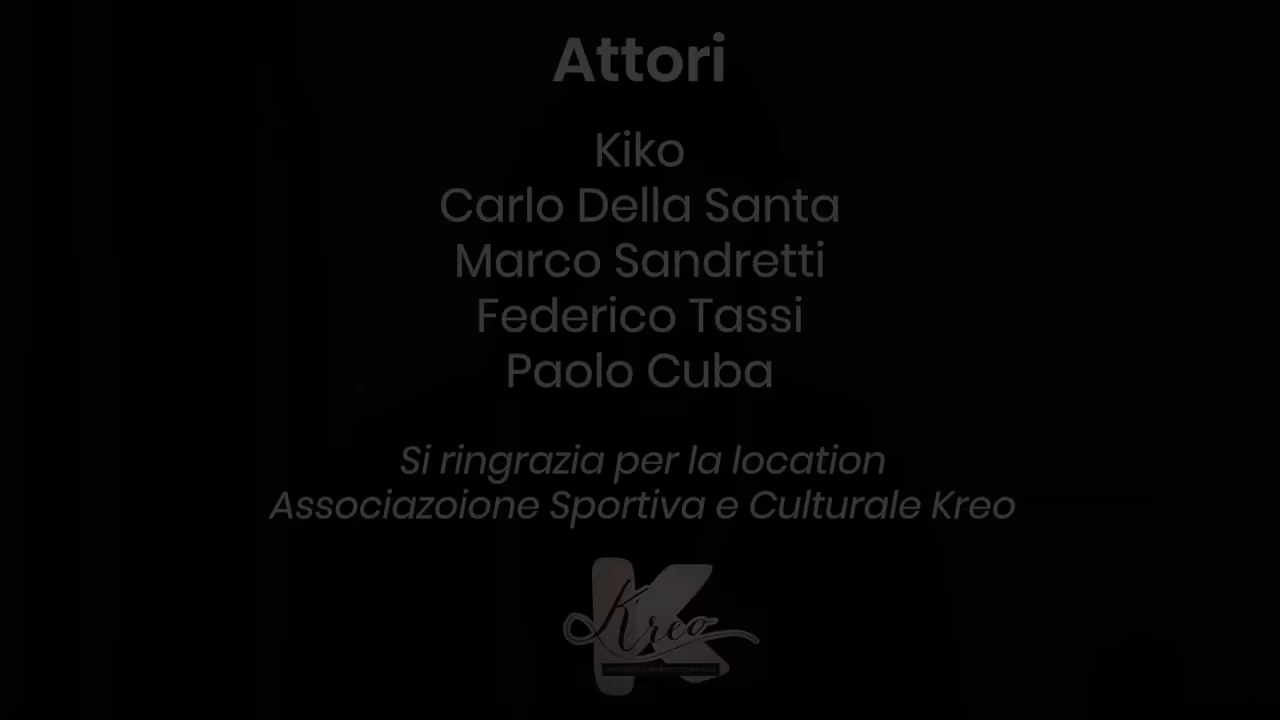 Attori
Kiko
Carlo Della Santa
Marco Sandretti
Federico Tassi
Paolo Cuba
Si ringrazia per la location
Associazoione Sportiva e Culturale Kreo
Kreo